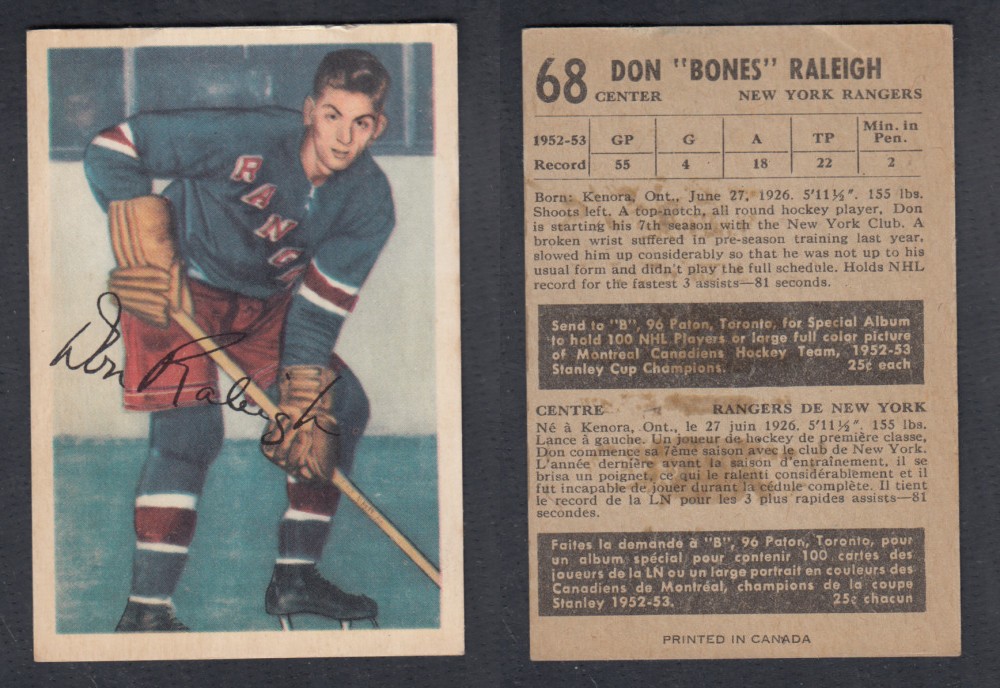 RANGE
Don Raleigh
68 DON "BONES" RALEIGH
CENTER NEW YORK RANGERS
1952-53 GP G A TP Min. in Pen.
Record 55 4 18 22 2
Born: Kenora, Ont., June 27, 1926. 5'11½". 155 lbs.
Shoots left. A top-notch, all round hockey player, Don
is starting his 7th season with the New York Club. A
broken wrist suffered in pre-season training last year,
slowed him up considerably so that he was not up to his
usual form and didn't play the full schedule. Holds NHL
record for the fastest 3 assists—81 seconds.
Send to "B", 96 Paton, Toronto, for Special Album
to hold 100 NHL Players or large full color picture
of Montreal Canadiens Hockey Team, 1952-53
Stanley Cup Champions. 25¢ each
CENTRE RANGERS DE NEW YORK
Né à Kenora, Ont., le 27 juin 1926. 5'11½". 155 lbs.
Lance à gauche. Un joueur de hockey de première classe,
Don commence sa 7ème saison avec le club de New York.
L'année dernière avant la saison d'entraînement, il se
brisa un poignet, ce qui le ralenti considérablement et il
fut incapable de jouer durant la cédule complète. Il tient
le record de la LN pour les 3 plus rapides assists—81
secondes.
Faites la demande à "B", 96 Paton, Toronto, pour
un album spécial pour contenir 100 cartes des
joueurs de la LN ou un large portrait en couleurs des
Canadiens de Montréal, champions de la coupe
Stanley 1952-53. 25¢ chacun
PRINTED IN CANADA